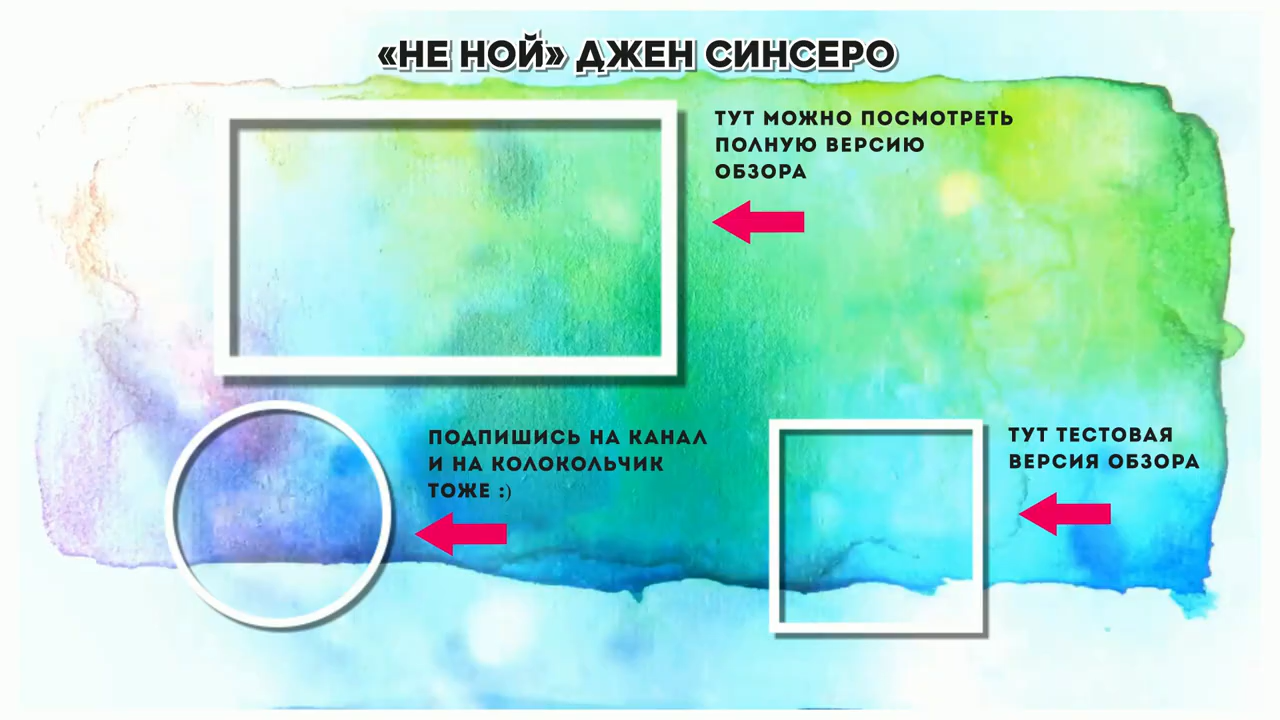 «НЕ НОЙ» ДЖЕН СИНСЕРО
ТУТ МОЖНО ПОСМОТРЕТЬ
ПОЛНУЮ ВЕРСИЮ
ОБЗОРА
ПОДПИШИСЬ НА КАНАЛ
И НА КОЛОКОЛЬЧИК
ТОЖЕ :)
ТУТ ТЕСТОВАЯ
ВЕРСИЯ ОБЗОРА